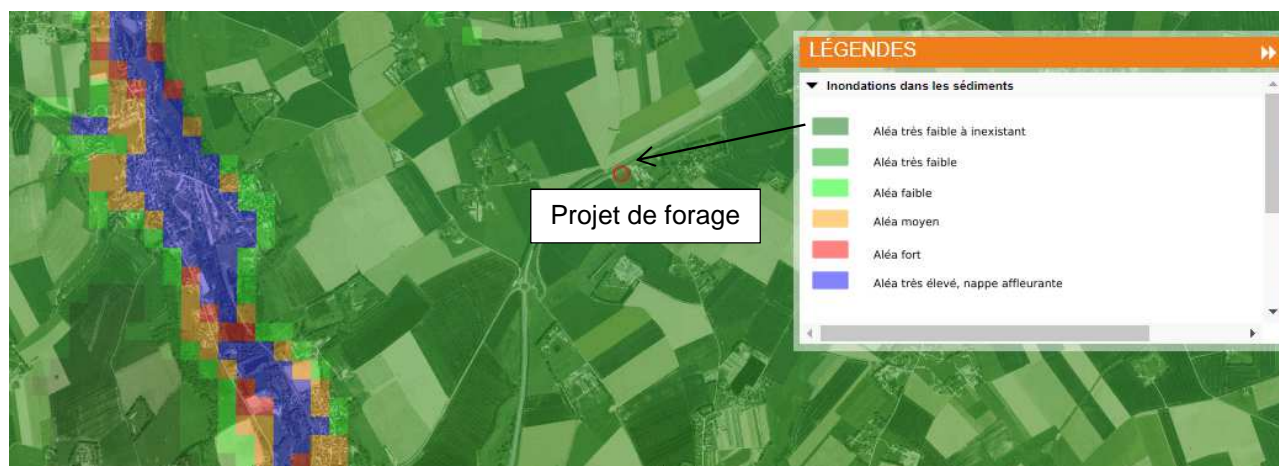 LÉGENDES
Inondations dans les sédiments
Aléa très faible à inexistant
Aléa très faible
Aléa faible
Aléa moyen
Aléa fort
Aléa très élevé, nappe affleurante
Projet de forage